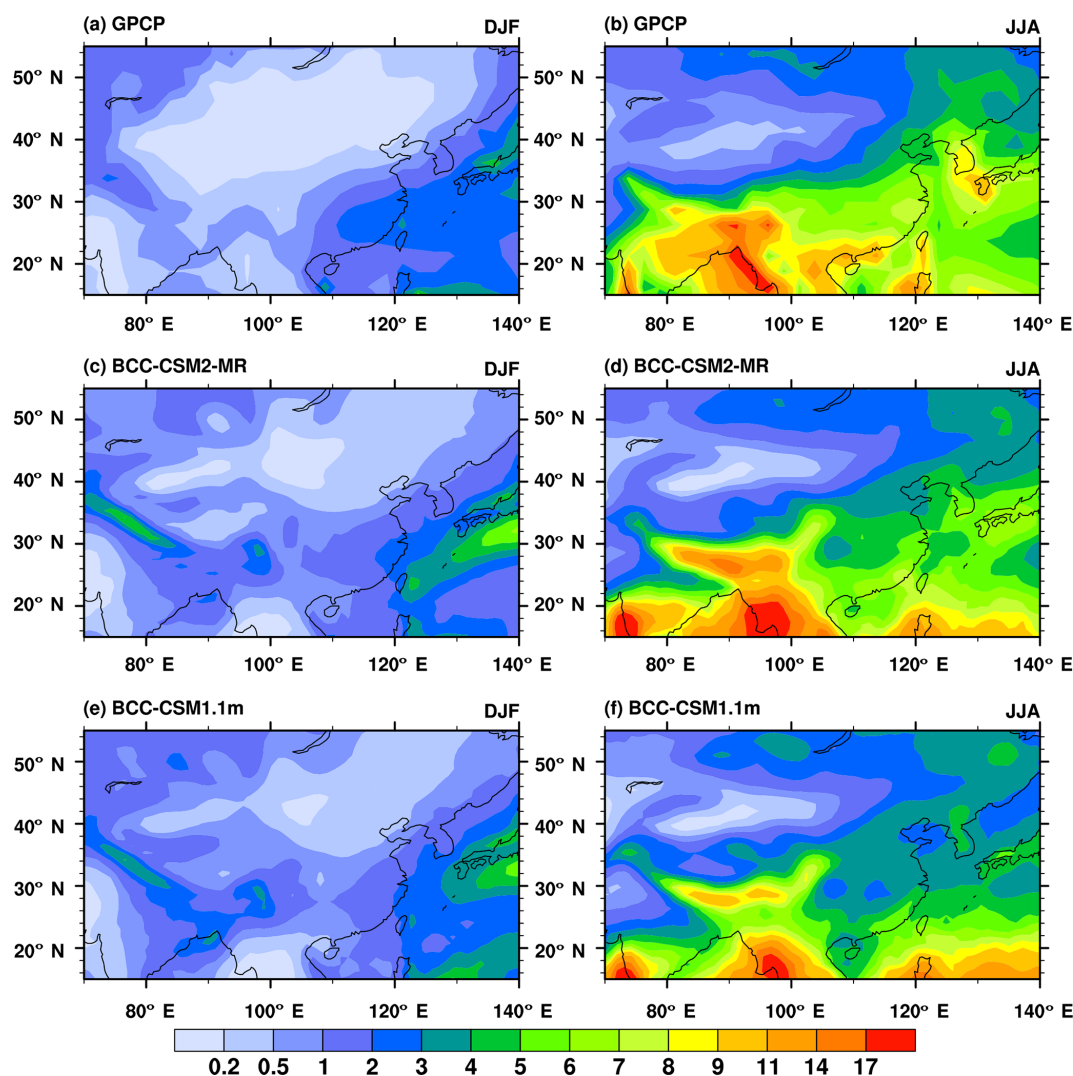 (a) GPCP DJF (b) GPCP JJA
50° N 50° N
40° N 40° N
30° N 30° N
20° N 20° N
80° E 100° E 120° E 140° E 80° E 100° E 120° E 140° E
(c) BCC-CSM2-MR DJF (d) BCC-CSM2-MR JJA
50° N 50° N
40° N 40° N
30° N 30° N
20° N 20° N
80° E 100° E 120° E 140° E 80° E 100° E 120° E 140° E
(e) BCC-CSM1.1m DJF (f) BCC-CSM1.1m JJA
50° N 50° N
40° N 40° N
30° N 30° N
20° N 20° N
80° E 100° E 120° E 140° E 80° E 100° E 120° E 140° E
0.2 0.5 1 2 3 4 5 6 7 8 9 11 14 17